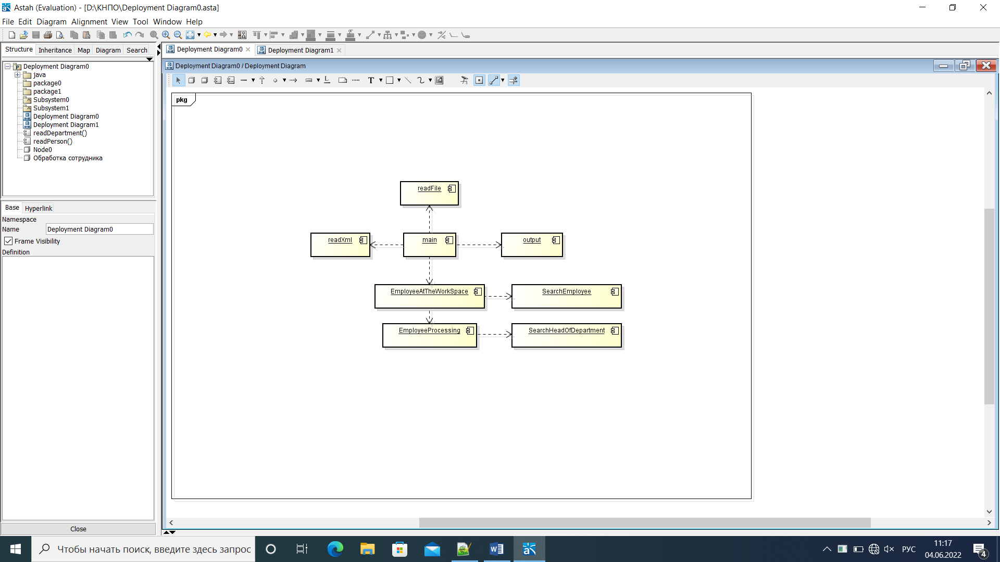 Astah (Evaluation) - [D:\КНПО\Deployment Diagram0.asta]
File Edit Diagram Alignment View Tool Window Help
Structure Inheritance Map Diagram Search
Deployment Diagram0
java
package0
package1
Subsystem0
Subsystem1
Deployment Diagram0
Deployment Diagram1
readDepartment()
readPerson()
Node0
Обработка сотрудника
Base Hyperlink
Namespace
Name Deployment Diagram0
Frame Visibility
Definition
Close
Deployment Diagram0 Deployment Diagram1
Deployment Diagram0 / Deployment Diagram
T
pkg
readFile
readXml main output
EmployeeAtTheWorkSpace SearchEmployee
EmployeeProcessing SearchHeadOfDepartment
Чтобы начать поиск, введите здесь запрос
РУС
11:17
04.06.2022
4